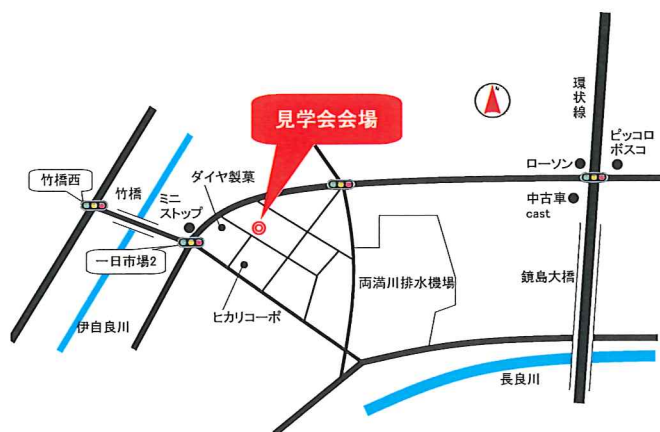 見学会会場
N
環状線
ピッコロ
ボスコ
ローソン
中古車
cast
ダイヤ製菓
竹橋西
竹橋
ミニ
ストップ
一日市場2
鏡島大橋
両満川排水機場
ヒカリコーポ
伊自良川
長良川